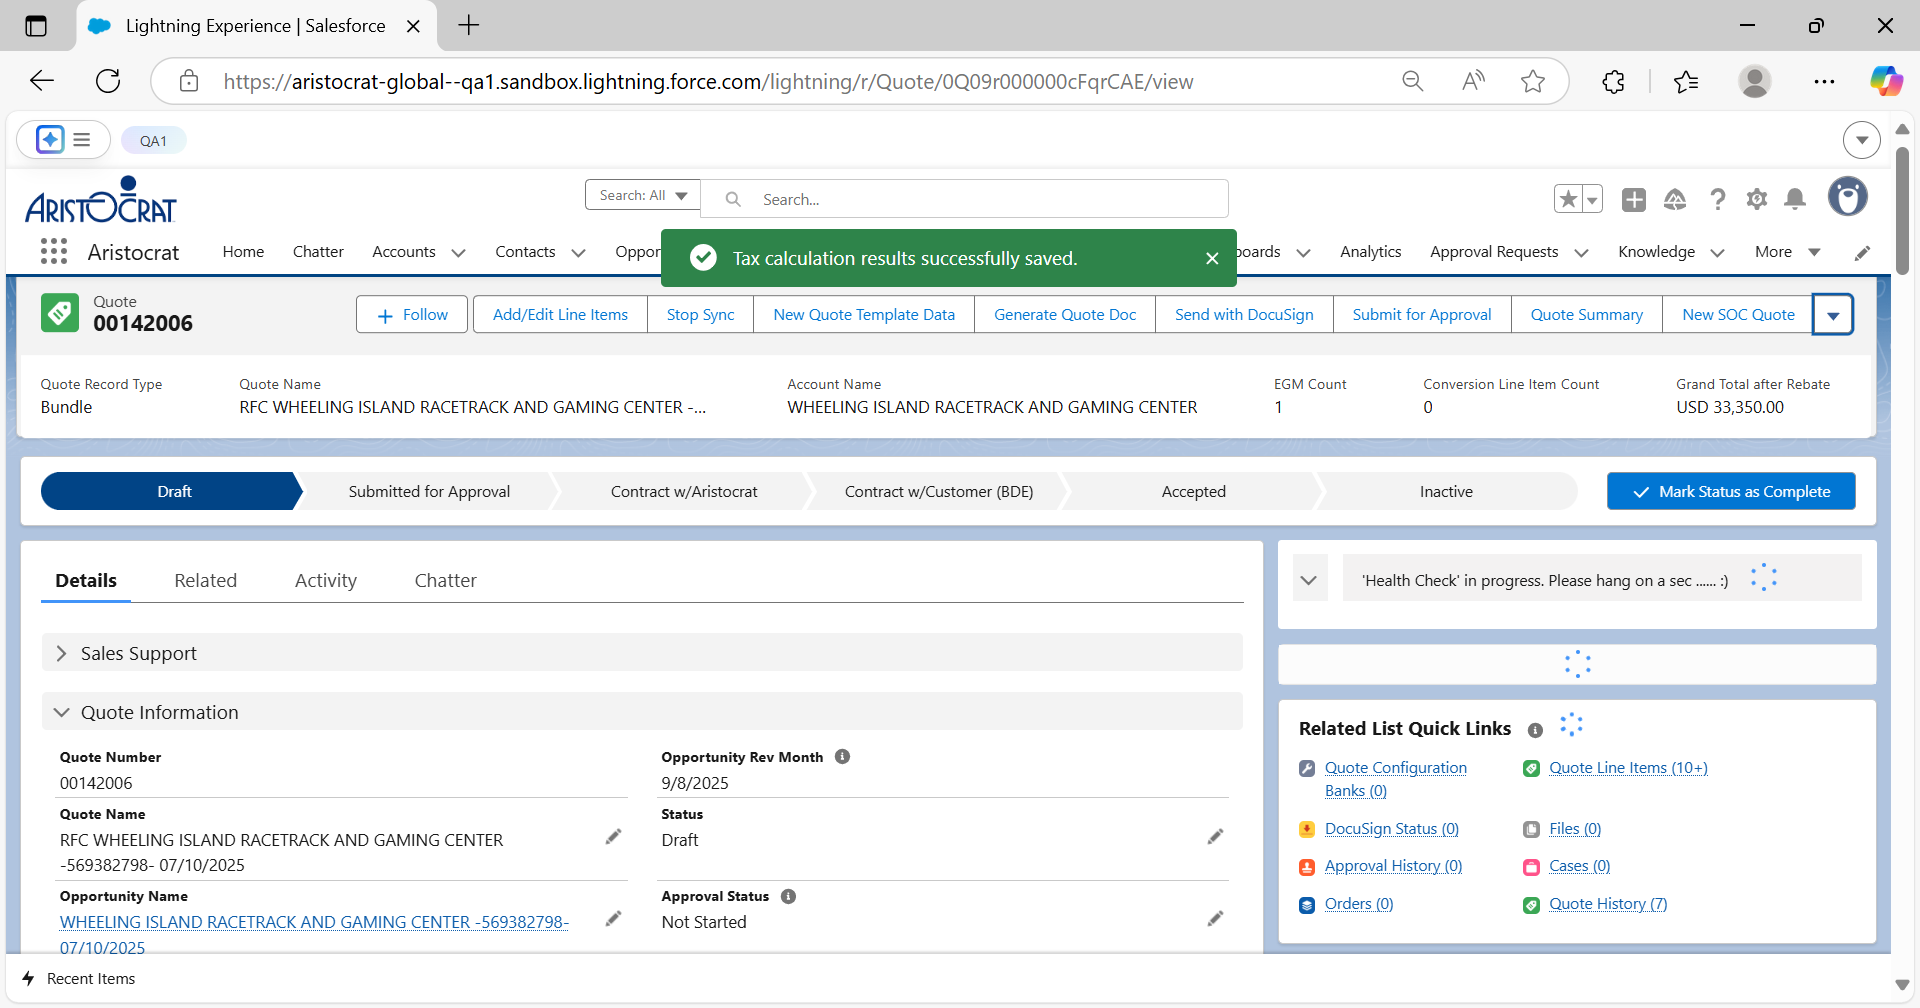 Lightning Experience | Salesforce
https://aristocrat-global--qa1.sandbox.lightning.force.com/lightning/r/Quote/0Q09r000000cFqrCAE/view
QA1
ARISTOCRAT
Search: All
Search...
Aristocrat
Home
Chatter
Accounts
Contacts
Oppor
Tax calculation results successfully saved.
boards
Analytics
Approval Requests
Knowledge
More
Quote
00142006
Follow
Add/Edit Line Items
Stop Sync
New Quote Template Data
Generate Quote Doc
Send with DocuSign
Submit for Approval
Quote Summary
New SOC Quote
Quote Record Type
Bundle
Quote Name
RFC WHEELING ISLAND RACETRACK AND GAMING CENTER -...
Account Name
WHEELING ISLAND RACETRACK AND GAMING CENTER
EGM Count
1
Conversion Line Item Count
0
Grand Total after Rebate
USD 33,350.00
Draft
Submitted for Approval
Contract w/Aristocrat
Contract w/Customer (BDE)
Accepted
Inactive
Mark Status as Complete
Details
Related
Activity
Chatter
Sales Support
Quote Information
Quote Number
00142006
Opportunity Rev Month
9/8/2025
Quote Name
RFC WHEELING ISLAND RACETRACK AND GAMING CENTER
-569382798- 07/10/2025
Status
Draft
Opportunity Name
WHEELING ISLAND RACETRACK AND GAMING CENTER -569382798-
07/10/2025
Approval Status
Not Started
'Health Check' in progress. Please hang on a sec ...... :)
Related List Quick Links
Quote Configuration
Banks (0)
Quote Line Items (10+)
DocuSign Status (0)
Files (0)
Approval History (0)
Cases (0)
Orders (0)
Quote History (7)
Recent Items